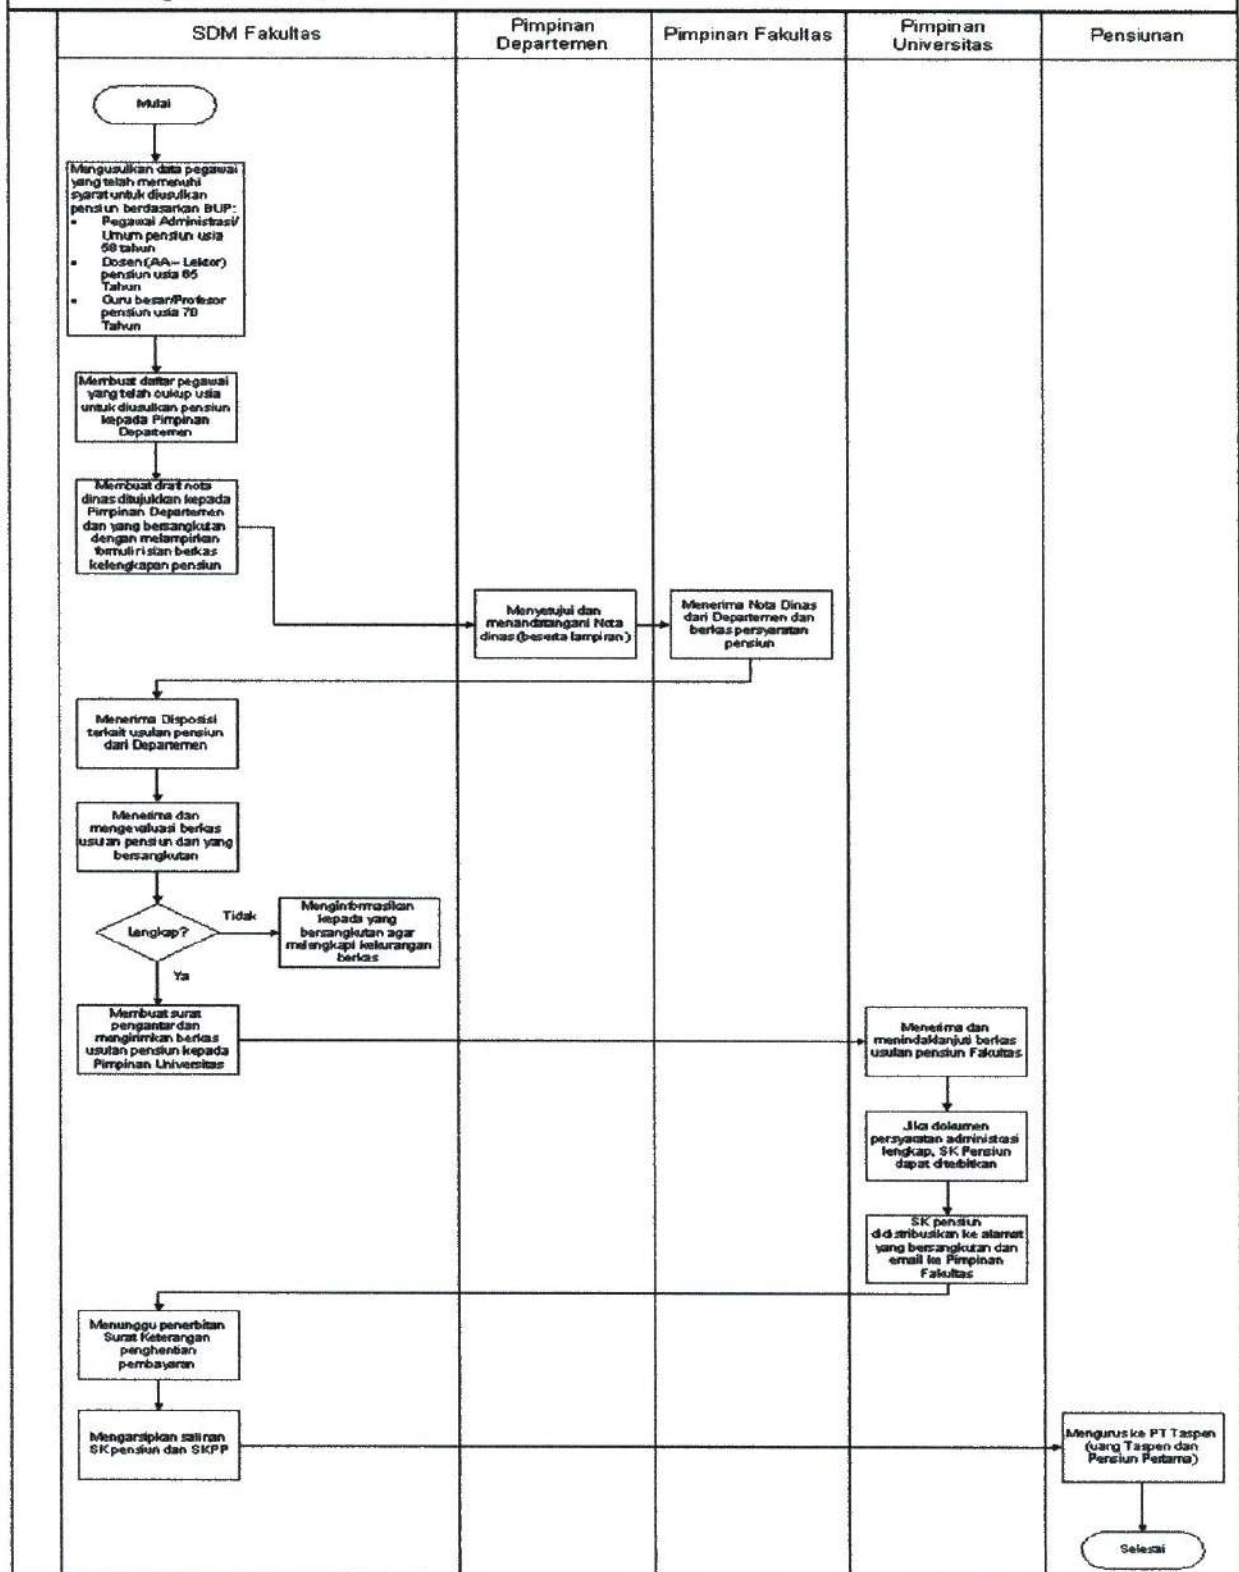 SDM Fakultas
Pimpinan
Departemen
Pimpinan Fakultas
Pimpinan
Universitas
Pensiunan
Mulai
Mengusulkan data pegawai
yang telah memenuhi
syarat untuk diusulkan
pensiun berdasarkan BUP:
• Pegawai Administrasi/
Umum pensiun usia
58 tahun
• Dosen (AA – Lektor)
pensiun usia 65
Tahun
• Guru besar/Profesor
pensiun usia 70
Tahun
Membuat daftar pegawai
yang telah cukup usia
untuk diusulkan pensiun
kepada Pimpinan
Departemen
Membuat draft nota
dinas ditujukkan kepada
Pimpinan Departemen
dan yang bersangkutan
dengan melampirkan
formulir isian berkas
kelengkapan pensiun
Menyetujui dan
menandatangani Nota
dinas (beserta lampiran)
Menerima Nota Dinas
dari Departemen dan
berkas persyaratan
pensiun
Menerima Disposisi
terkait usulan pensiun
dari Departemen
Menerima dan
mengevaluasi berkas
usulan pensiun dari yang
bersangkutan
Lengkap?
Tidak
Menginformasikan
kepada yang
bersangkutan agar
melengkapi kekurangan
berkas
Ya
Membuat surat
pengantar dan
mengirimkan berkas
usulan pensiun kepada
Pimpinan Universitas
Menerima dan
menindaklanjuti berkas
usulan pensiun Fakultas
Jika dokumen
persyaratan administrasi
lengkap, SK Pensiun
dapat diterbitkan
SK pensiun
didistribusikan ke alamat
yang bersangkutan dan
email ke Pimpinan
Fakultas
Menunggu penerbitan
Surat Keterangan
penghentian
pembayaran
Mengarsipkan salinan
SK pensiun dan SKPP
Mengurus ke PT Taspen
(uang Taspen dan
Pensiun Pertama)
Selesai